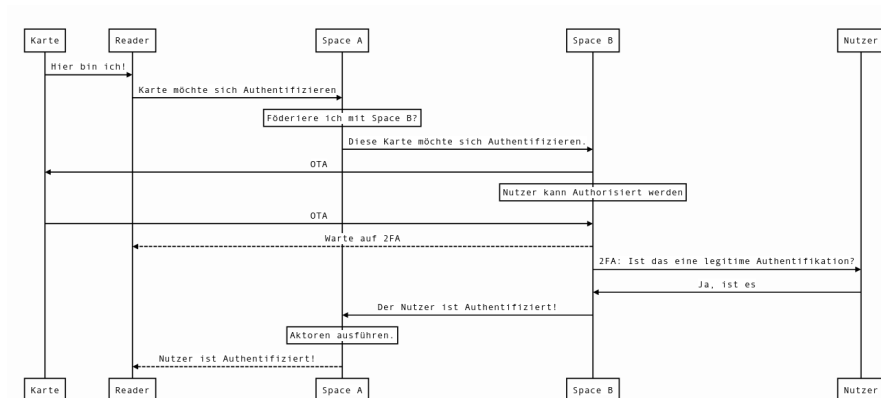 Karte Reader Space A Space B Nutzer
Hier bin ich!
Karte möchte sich Authentifizieren
Föderiere ich mit Space B?
Diese Karte möchte sich Authentifizieren.
OTA
Nutzer kann Authorisiert werden
OTA
Warte auf 2FA
2FA: Ist das eine legitime Authentifikation?
Ja, ist es
Der Nutzer ist Authentifiziert!
Aktoren ausführen.
Nutzer ist Authentifiziert!
Karte Reader Space A Space B Nutzer